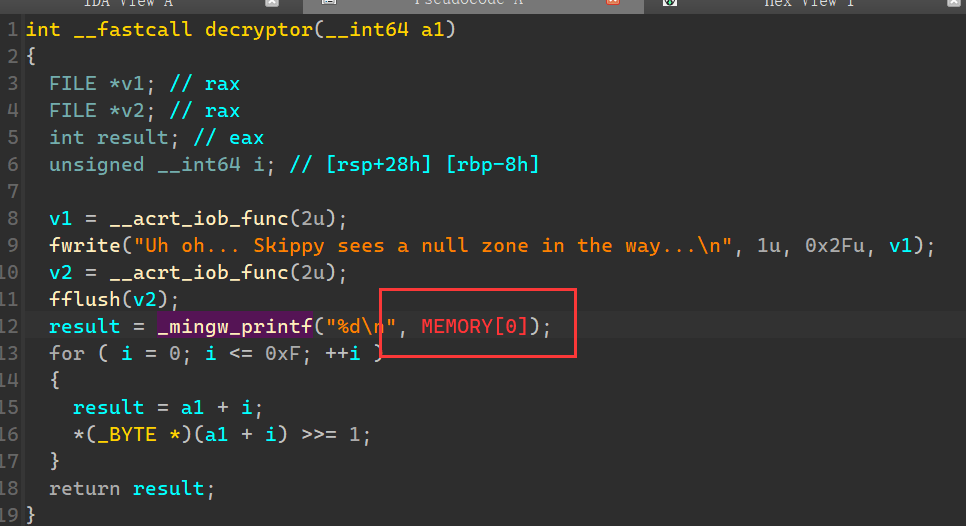 IDA View A Pseudocode A Hex View 1
1 int __fastcall decryptor(__int64 a1)
2 {
3 FILE *v1; // rax
4 FILE *v2; // rax
5 int result; // eax
6 unsigned __int64 i; // [rsp+28h] [rbp-8h]
7
8 v1 = __acrt_iob_func(2u);
9 fwrite("Uh oh... Skippy sees a null zone in the way...\n", 1u, 0x2Fu, v1);
10 v2 = __acrt_iob_func(2u);
11 fflush(v2);
12 result = _mingw_printf("%d\n", MEMORY[0]);
13 for ( i = 0; i <= 0xF; ++i )
14 {
15 result = a1 + i;
16 *(_BYTE *)(a1 + i) >>= 1;
17 }
18 return result;
19 }